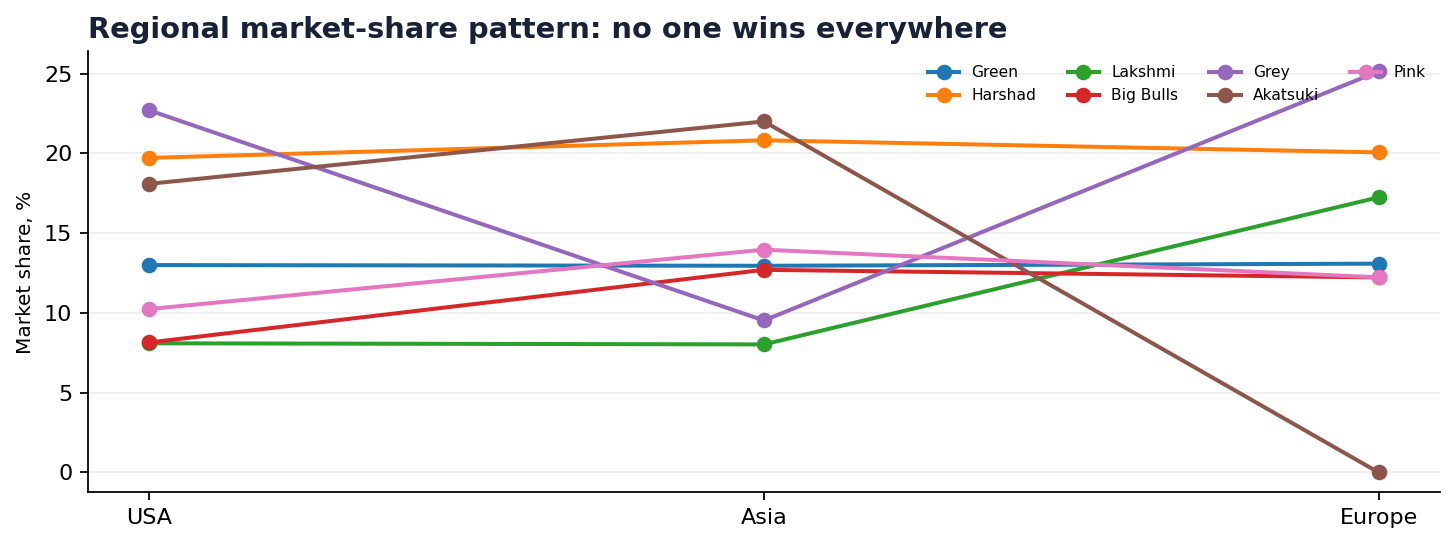 Regional market-share pattern: no one wins everywhere
Green Lakshmi Grey Pink
Harshad Big Bulls Akatsuki
Market share, %
25
20
15
10
5
0
USA Asia Europe